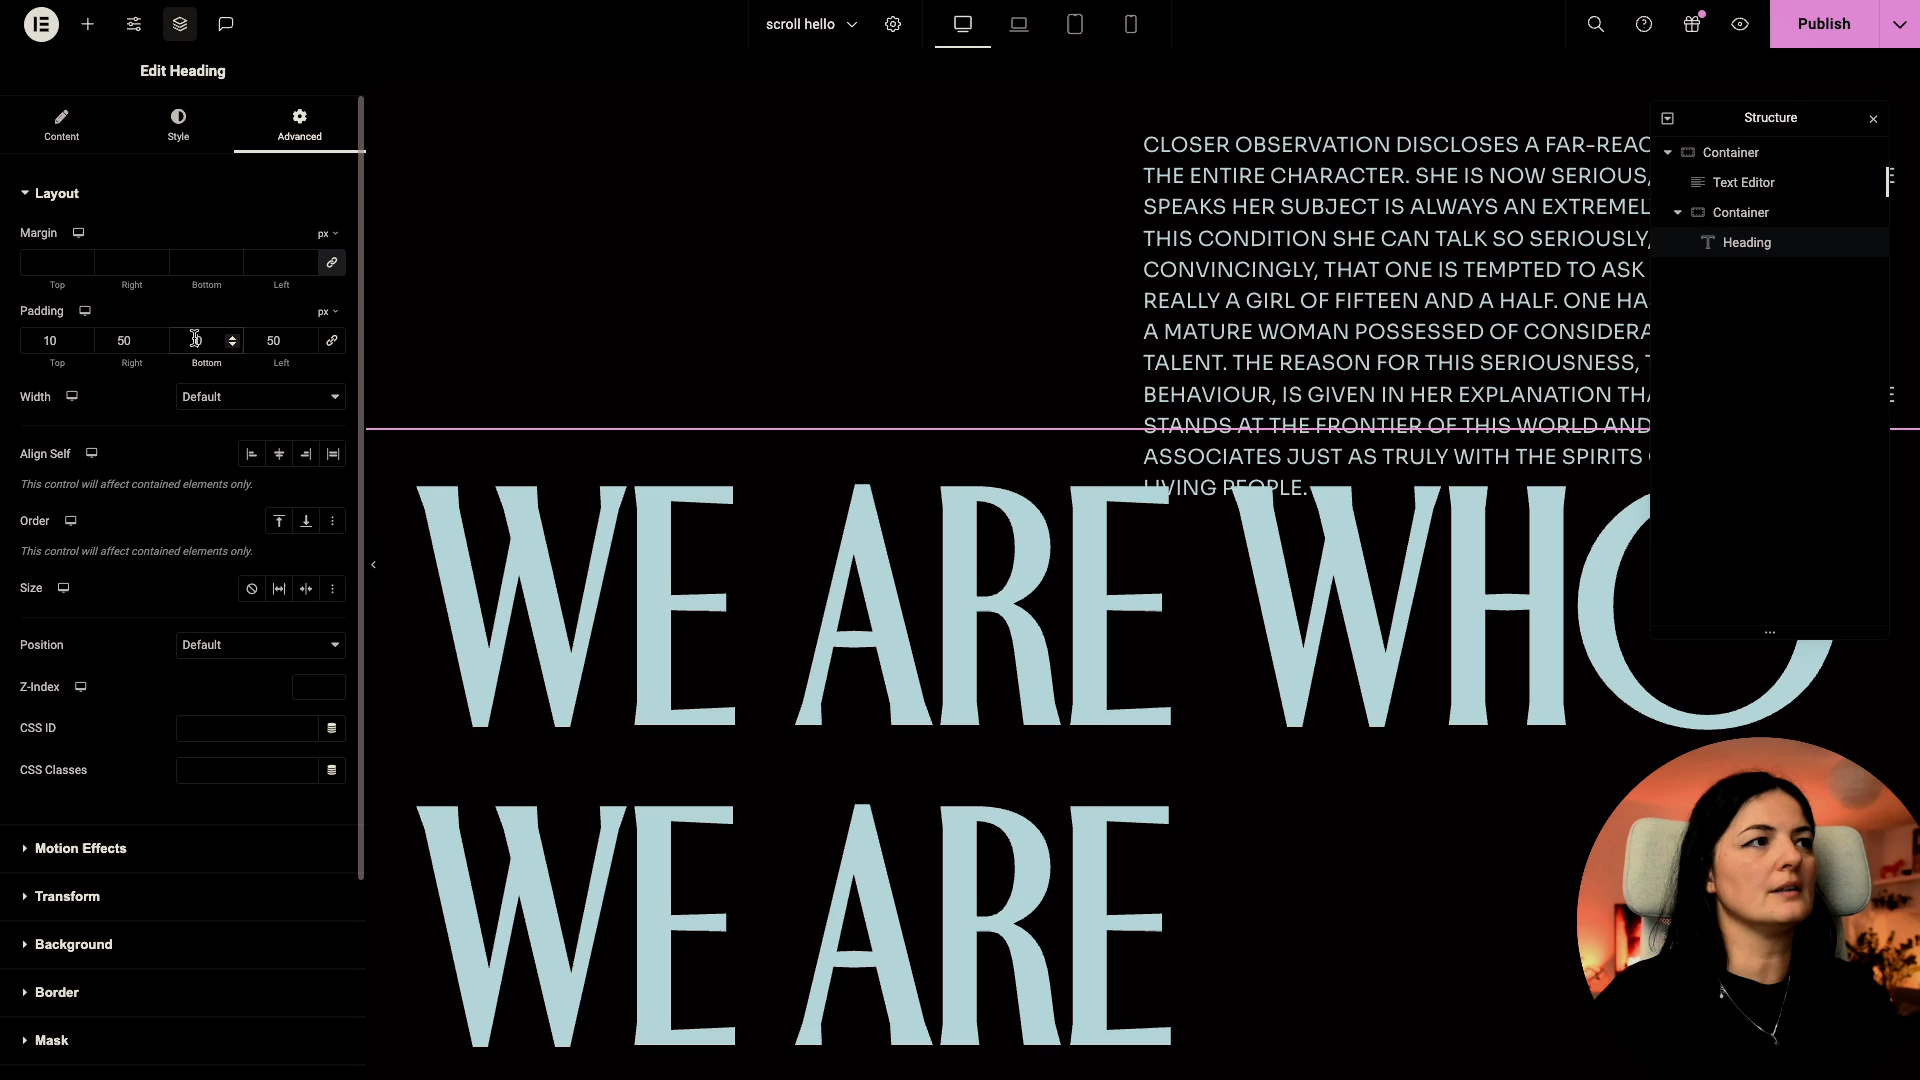 scroll hello
Publish
Edit Heading
Content
Style
Advanced
Layout
Margin
px
Top
Right
Bottom
Left
Padding
px
10
50
50
Top
Right
Bottom
Left
Width
Default
Align Self
This control will affect contained elements only.
Order
This control will affect contained elements only.
Size
Position
Default
Z-Index
CSS ID
CSS Classes
Motion Effects
Transform
Background
Border
Mask
CLOSER OBSERVATION DISCLOSES A FAR-REAC
THE ENTIRE CHARACTER. SHE IS NOW SERIOUS,
SPEAKS HER SUBJECT IS ALWAYS AN EXTREMEL
THIS CONDITION SHE CAN TALK SO SERIOUSLY,
CONVINCINGLY, THAT ONE IS TEMPTED TO ASK
REALLY A GIRL OF FIFTEEN AND A HALF. ONE HA
A MATURE WOMAN POSSESSED OF CONSIDERA
TALENT. THE REASON FOR THIS SERIOUSNESS,
BEHAVIOUR, IS GIVEN IN HER EXPLANATION THA
STANDS AT THE FRONTIER OF THIS WORLD AND
ASSOCIATES JUST AS TRULY WITH THE SPIRITS
LIVING PEOPLE.
WE ARE WHO
WE ARE
Structure
Container
Text Editor
Container
Heading